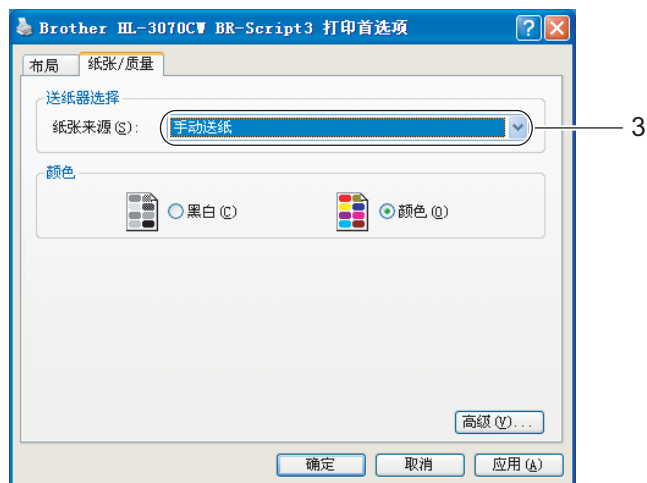 Brother HL-3070CW BR-Script3 打印首选项
布局 纸张/质量
送纸器选择
纸张来源(S): 手动送纸 3
颜色
黑白(C) 颜色(O)
高级(V)...
确定 取消 应用(A)